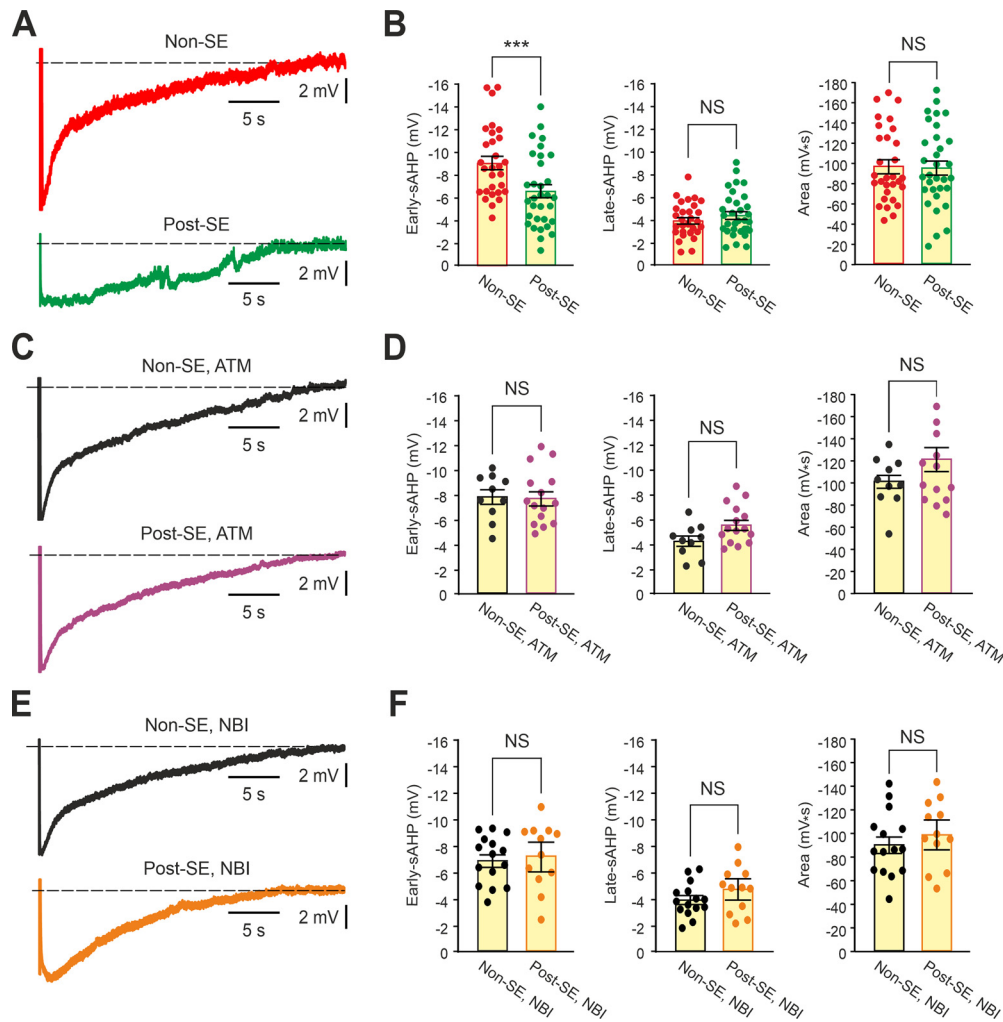 A
Non-SE
2 mV
5 s
Post-SE
2 mV
5 s
B
***
Early-sAHP (mV)
-16
-14
-12
-10
-8
-6
-4
-2
0
Non-SE
Post-SE
NS
Late-sAHP (mV)
-16
-14
-12
-10
-8
-6
-4
-2
0
Non-SE
Post-SE
NS
Area (mV*s)
-180
-160
-140
-120
-100
-80
-60
-40
-20
0
Non-SE
Post-SE
C
Non-SE, ATM
2 mV
5 s
Post-SE, ATM
2 mV
5 s
D
NS
Early-sAHP (mV)
-16
-14
-12
-10
-8
-6
-4
-2
0
Non-SE, ATM
Post-SE, ATM
NS
Late-sAHP (mV)
-16
-14
-12
-10
-8
-6
-4
-2
0
Non-SE, ATM
Post-SE, ATM
NS
Area (mV*s)
-180
-160
-140
-120
-100
-80
-60
-40
-20
0
Non-SE, ATM
Post-SE, ATM
E
Non-SE, NBI
2 mV
5 s
Post-SE, NBI
2 mV
5 s
F
NS
Early-sAHP (mV)
-16
-14
-12
-10
-8
-6
-4
-2
0
Non-SE, NBI
Post-SE, NBI
NS
Late-sAHP (mV)
-16
-14
-12
-10
-8
-6
-4
-2
0
Non-SE, NBI
Post-SE, NBI
NS
Area (mV*s)
-180
-160
-140
-120
-100
-80
-60
-40
-20
0
Non-SE, NBI
Post-SE, NBI